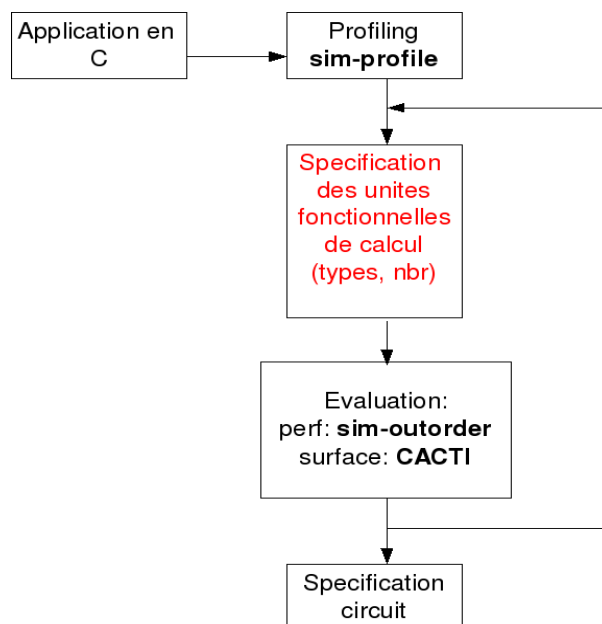 Application en
C
Profiling
sim-profile
Specification
des unites
fonctionnelles
de calcul
(types, nbr)
Evaluation:
perf: sim-outorder
surface: CACTI
Specification
circuit